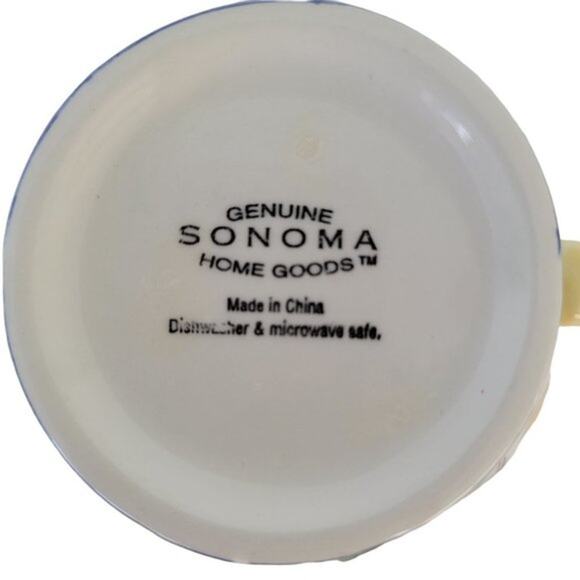 GENUINE
SONOMA
HOME GOODS™
Made in China
Dishwasher & microwave safe.